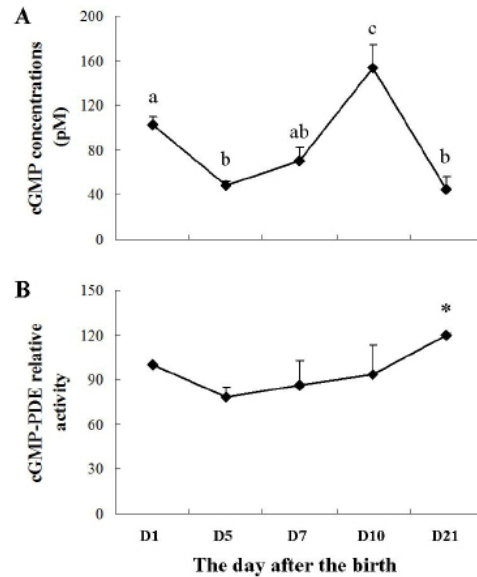 A
cGMP concentrations
(pM)
200
160
120
80
40
0
a
b
ab
c
b
B
cGMP-PDE relative
activity
150
120
90
60
30
0
*
D1 D5 D7 D10 D21
The day after the birth